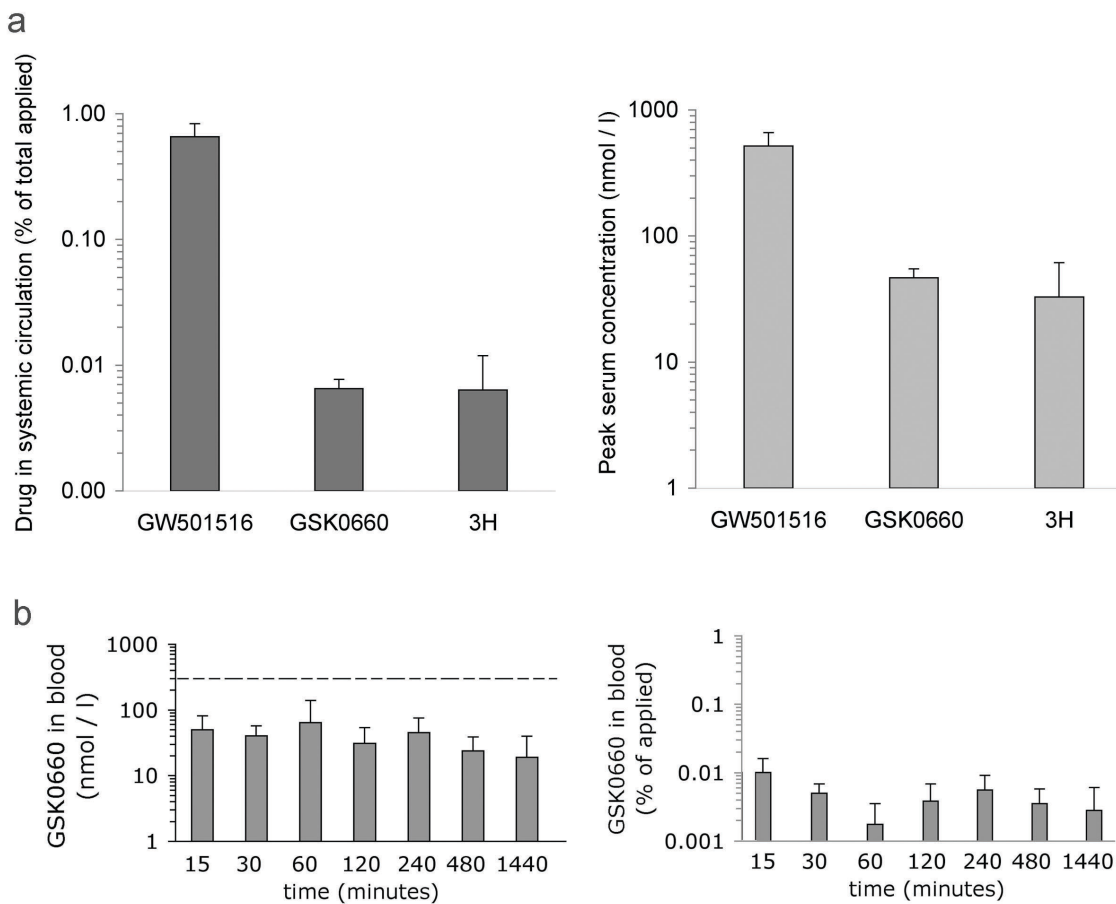 a
Drug in systemic circulation (% of total applied)
1.00
0.10
0.01
0.00
GW501516 GSK0660 3H
Peak serum concentration (nmol / l)
1000
100
10
1
GW501516 GSK0660 3H
b
GSK0660 in blood
(nmol / l)
1000
100
10
1
15 30 60 120 240 480 1440
time (minutes)
GSK0660 in blood
(% of applied)
1
0.1
0.01
0.001
15 30 60 120 240 480 1440
time (minutes)